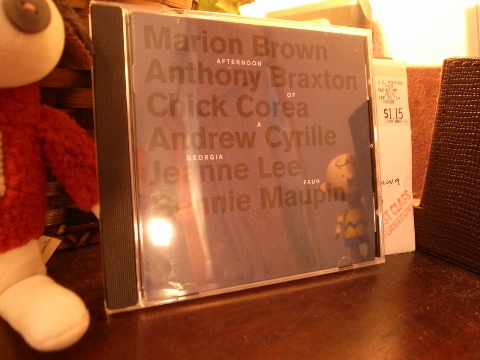 Marion Brown
AFTERNOON
Anthony Braxton
OF
Chick Corea
A
Andrew Cyrille
GEORGIA
Jeanne Lee
FAUN
Bennie Maupin
$1.15